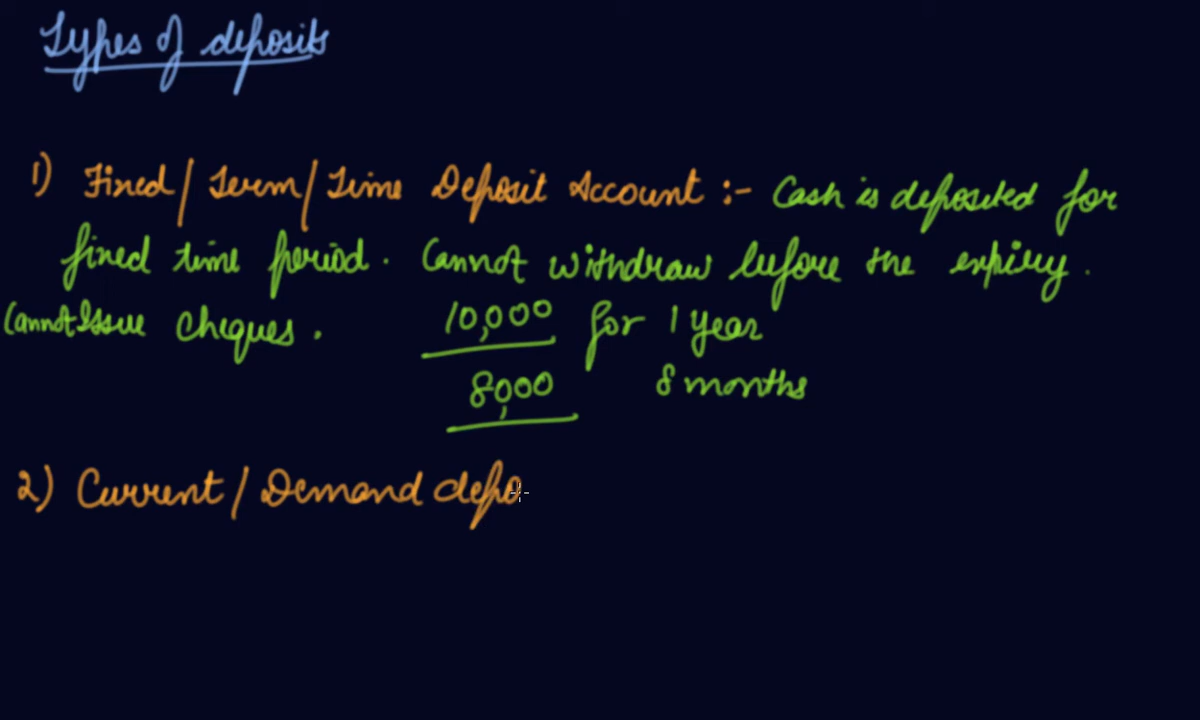 Types of deposits
1) Fixed/Term/Time Deposit Account :- Cash is deposited for
fixed time period. Cannot withdraw before the expiry.
Cannot Issue Cheques. 10,000 for 1 year
8,000 8 months
2) Current/Demand depo